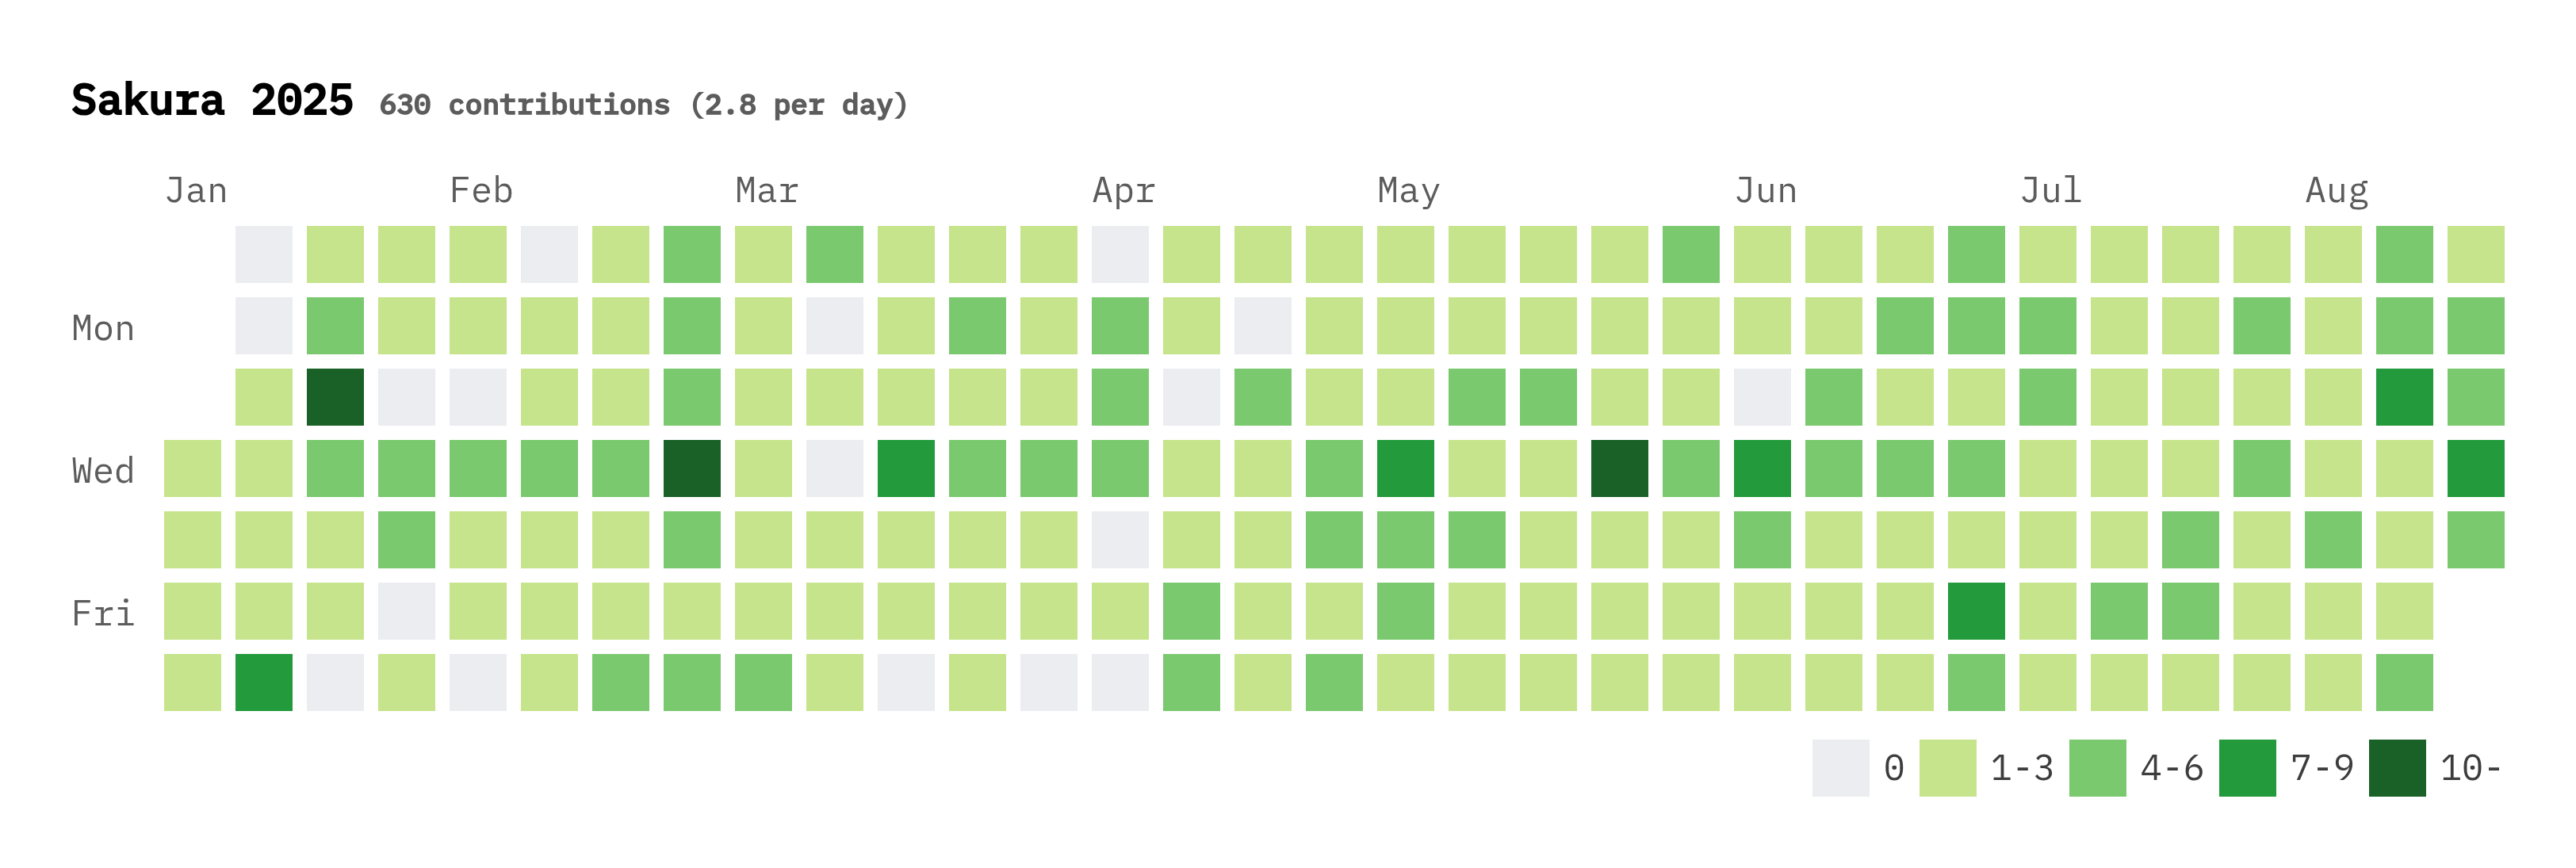 Sakura 2025 630 contributions (2.8 per day)
Jan Feb Mar Apr May Jun Jul Aug
Mon
Wed
Fri
0 1-3 4-6 7-9 10-